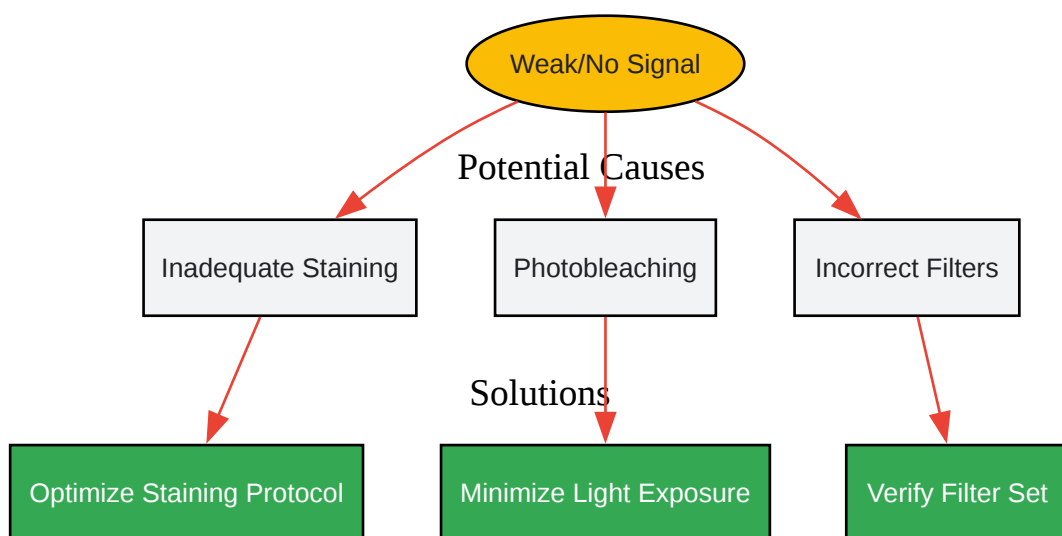 Weak/No Signal
Potential Causes
Inadequate Staining
Photobleaching
Incorrect Filters
Solutions
Optimize Staining Protocol
Minimize Light Exposure
Verify Filter Set